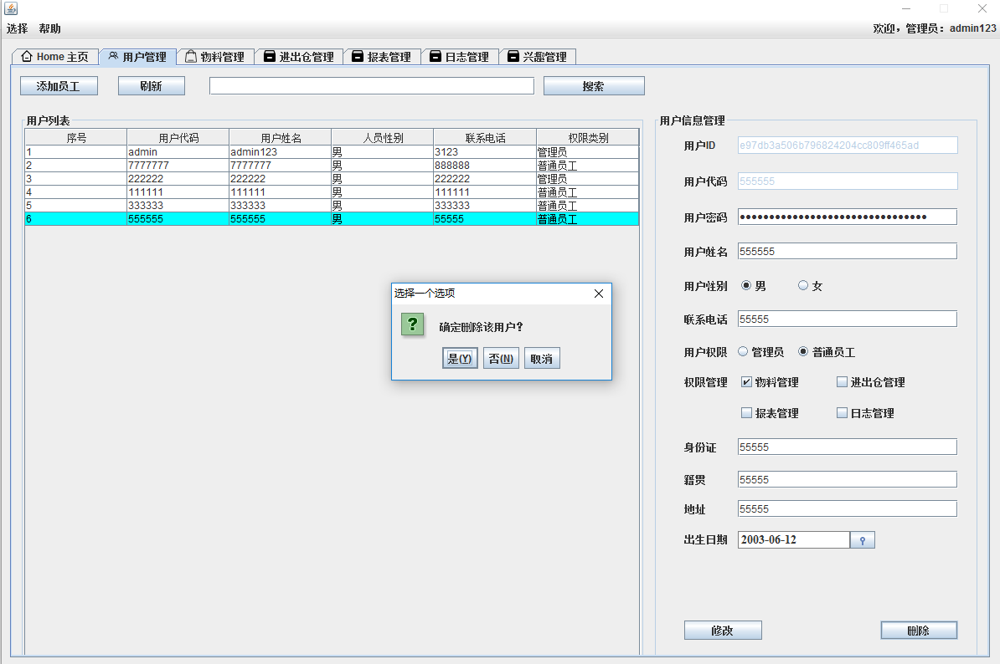 选择 帮助 欢迎，管理员：admin123
Home 主页 用户管理 物料管理 进出仓管理 报表管理 日志管理 兴趣管理
添加员工 刷新 搜索
用户列表
序号 用户代码 用户姓名 人员性别 联系电话 权限类别
1 admin admin123 男 3123 管理员
2 7777777 7777777 男 888888 普通员工
3 222222 222222 男 222222 管理员
4 111111 111111 男 111111 普通员工
5 333333 333333 男 333333 普通员工
6 555555 555555 男 55555 普通员工
选择一个选项
? 确定删除该用户?
是(Y) 否(N) 取消
用户信息管理
用户ID e97db3a506b796824204cc809ff465ad
用户代码 555555
用户密码
用户姓名 555555
用户性别 男 女
联系电话 55555
用户权限 管理员 普通员工
权限管理 物料管理 进出仓管理
报表管理 日志管理
身份证 55555
籍贯 55555
地址 55555
出生日期 2003-06-12
修改 删除